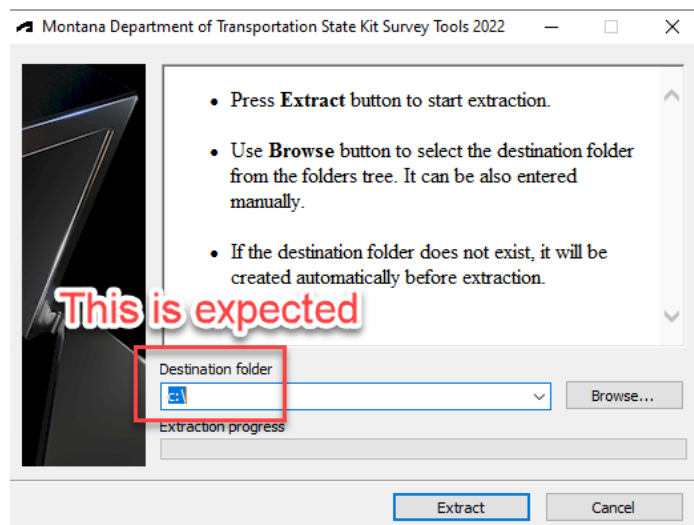 Montana Department of Transportation State Kit Survey Tools 2022
• Press Extract button to start extraction.
• Use Browse button to select the destination folder
from the folders tree. It can be also entered
manually.
• If the destination folder does not exist, it will be
created automatically before extraction.
This is expected
Destination folder
c:\
Browse...
Extraction progress
Extract
Cancel